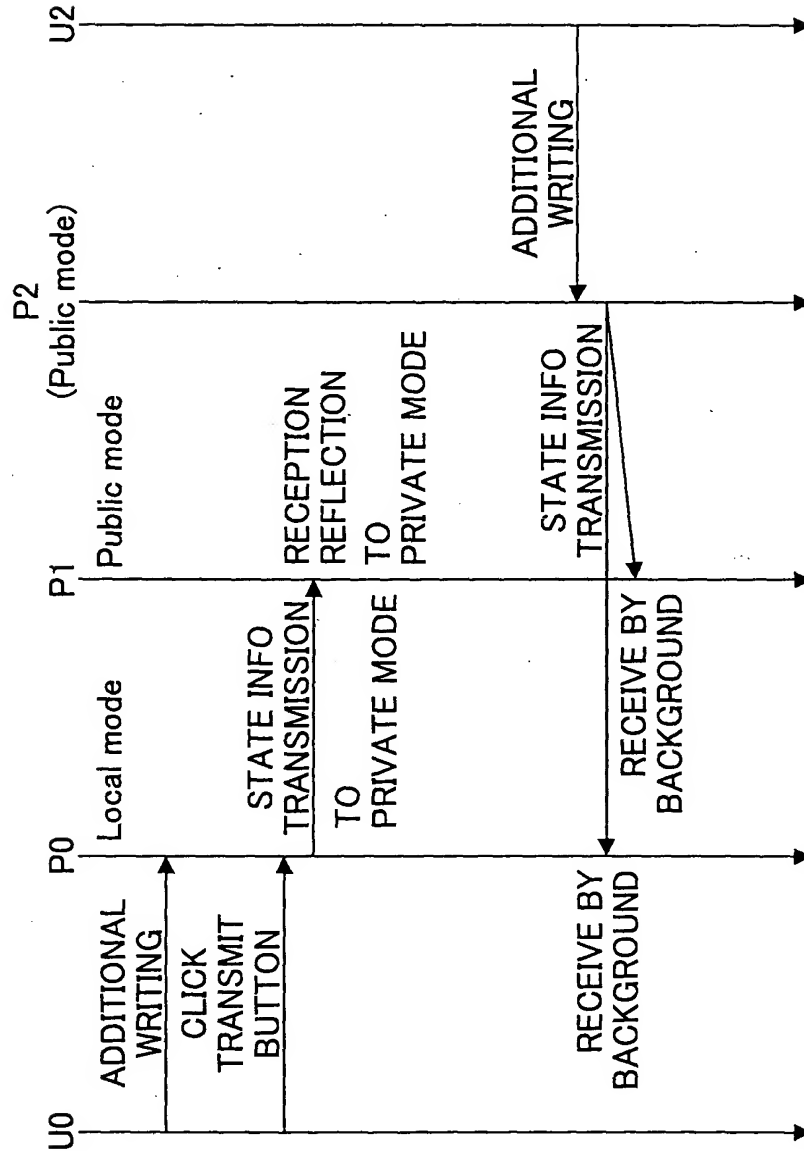 U0
P0
P1
P2
(Public mode)
U2
Local mode
Public mode
ADDITIONAL
WRITING
CLICK
TRANSMIT
BUTTON
STATE INFO
TRANSMISSION
TO
PRIVATE MODE
RECEPTION
REFLECTION
TO
PRIVATE MODE
ADDITIONAL
WRITING
STATE INFO
TRANSMISSION
RECEIVE BY
BACKGROUND
RECEIVE BY
BACKGROUND